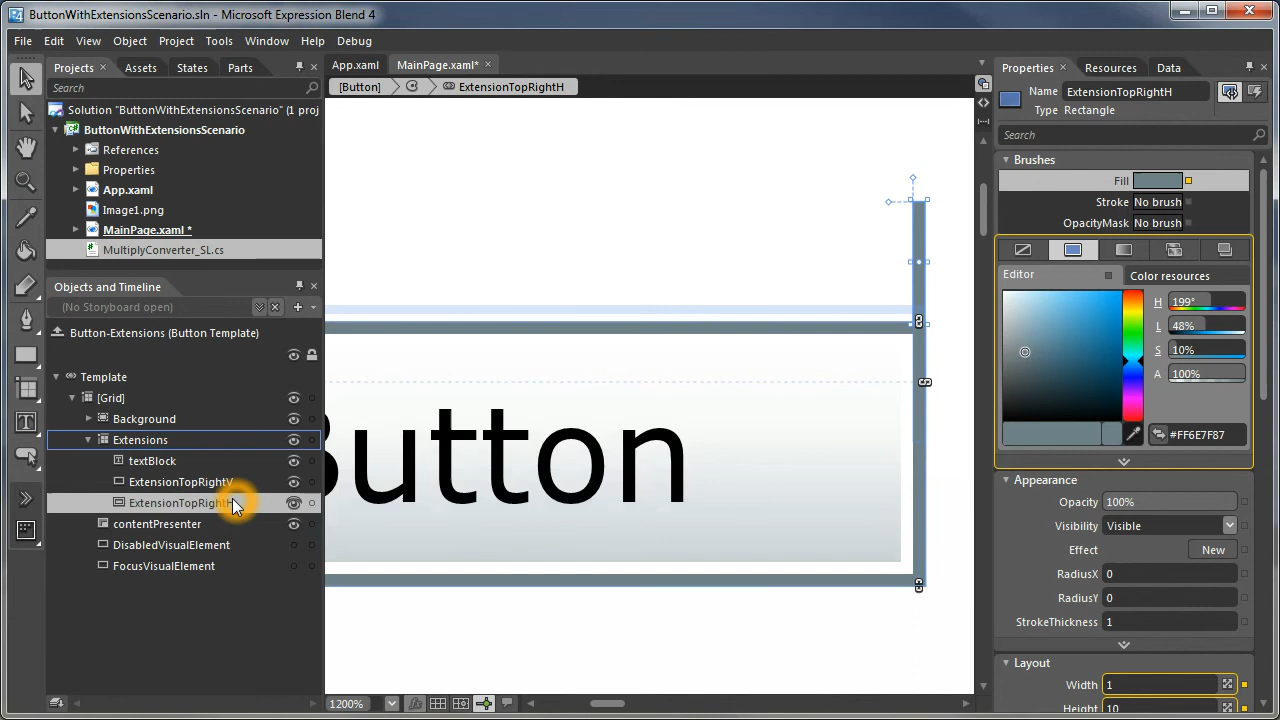 ButtonWithExtensionsScenario.sln - Microsoft Expression Blend 4
File Edit View Object Project Tools Window Help Debug
Projects Assets States Parts
Search
Solution "ButtonWithExtensionsScenario" (1 proj
ButtonWithExtensionsScenario
References
Properties
App.xaml
Image1.png
MainPage.xaml *
MultiplyConverter_SL.cs
Objects and Timeline
(No Storyboard open)
Button-Extensions (Button Template)
Template
[Grid]
Background
Extensions
textBlock
ExtensionTopRightV
ExtensionTopRight
contentPresenter
DisabledVisualElement
FocusVisualElement
App.xaml MainPage.xaml*
[Button] ExtensionTopRightH
Button
1200%
Properties Resources Data
Name ExtensionTopRightH
Type Rectangle
Search
Brushes
Fill
Stroke No brush
OpacityMask No brush
Editor Color resources
H 199°
L 48%
S 10%
A 100%
#FF6E7F87
Appearance
Opacity 100%
Visibility Visible
Effect New
RadiusX 0
RadiusY 0
StrokeThickness 1
Layout
Width 1
Height 10